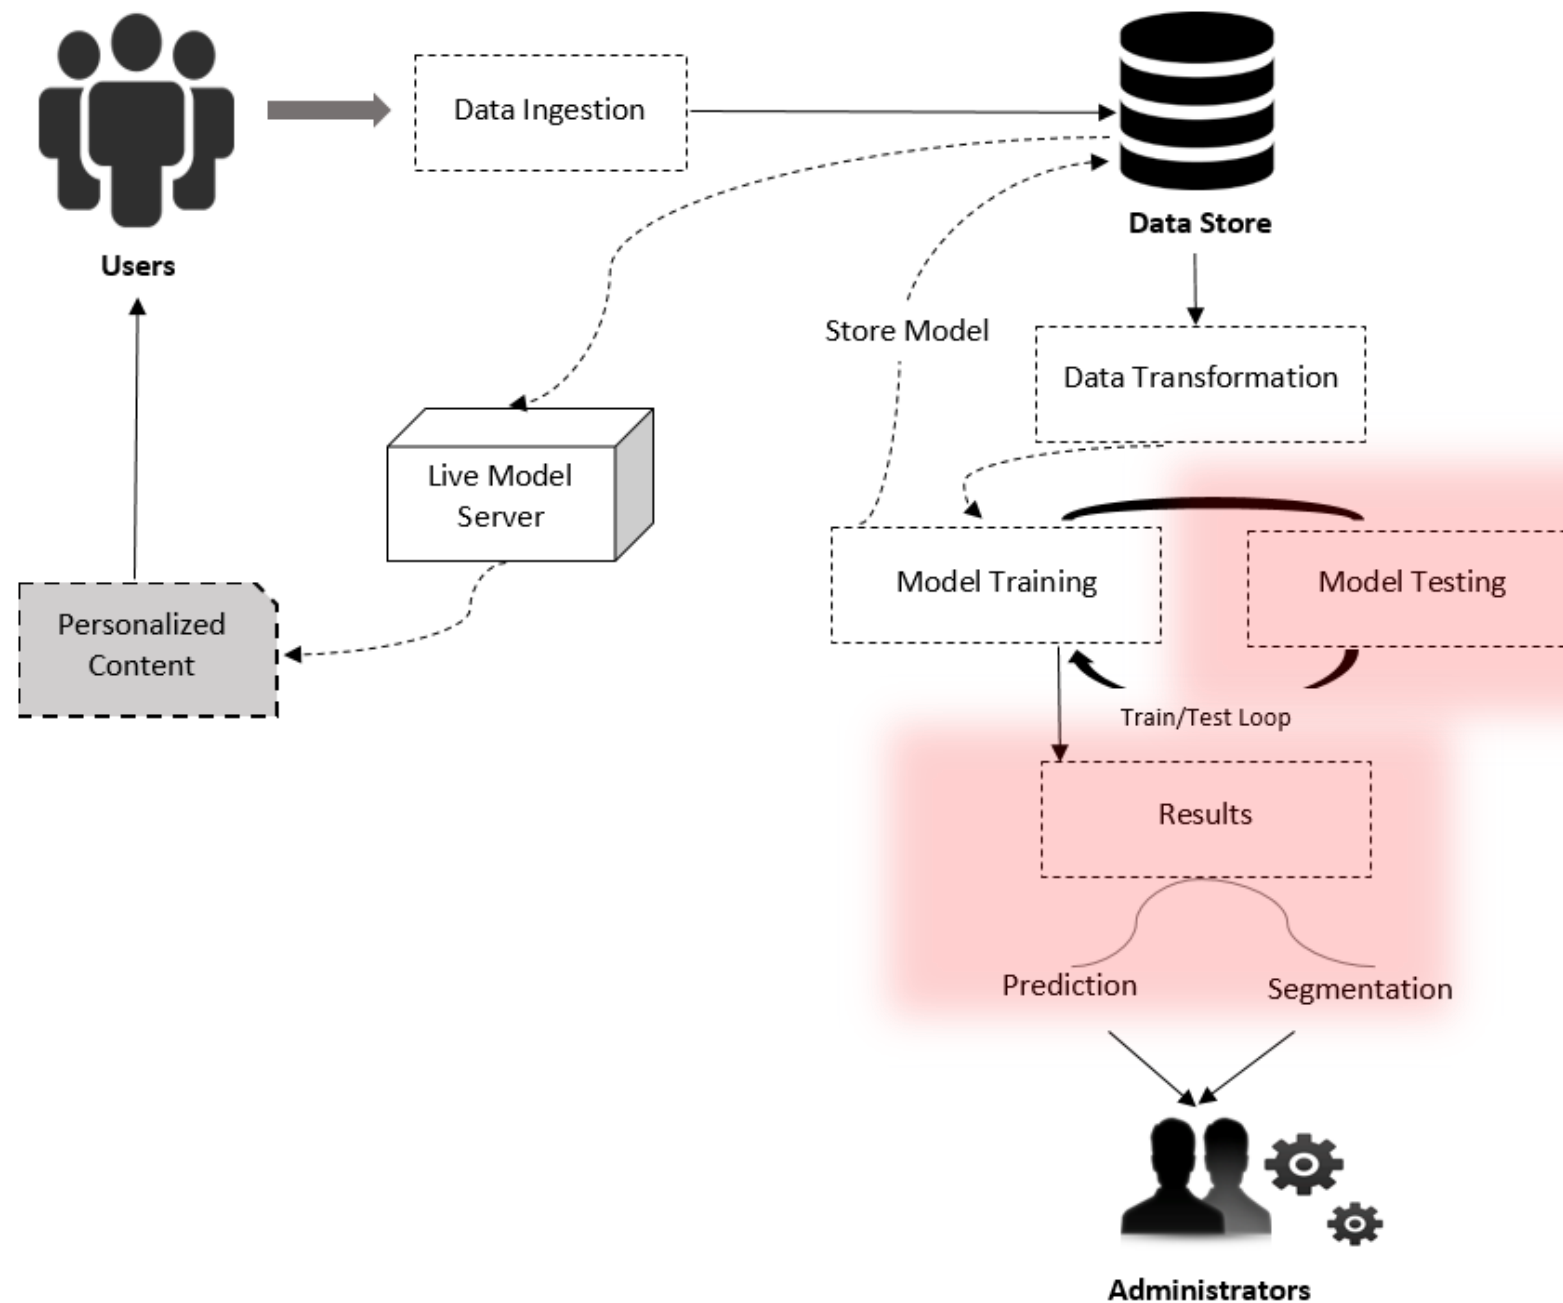 Data Ingestion
Data Store
Users
Store Model
Data Transformation
Live Model
Server
Model Training
Model Testing
Personalized
Content
Train/Test Loop
Results
Prediction
Segmentation
Administrators